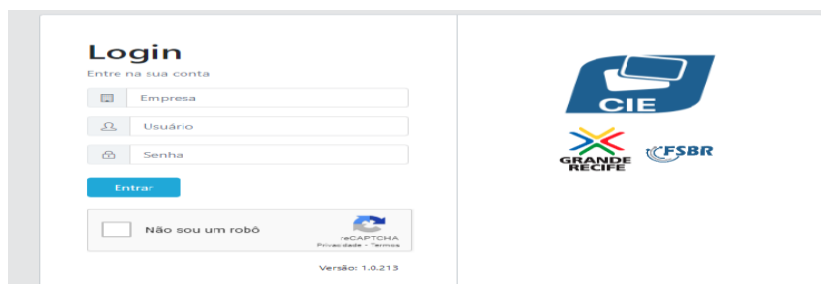 Login
Entre na sua conta
Empresa
Usuário
Senha
Entrar
Não sou um robô
reCAPTCHA
Privacidade - Termos
Versão: 1.0.213
CIE
GRANDE
RECIFE
FSBR